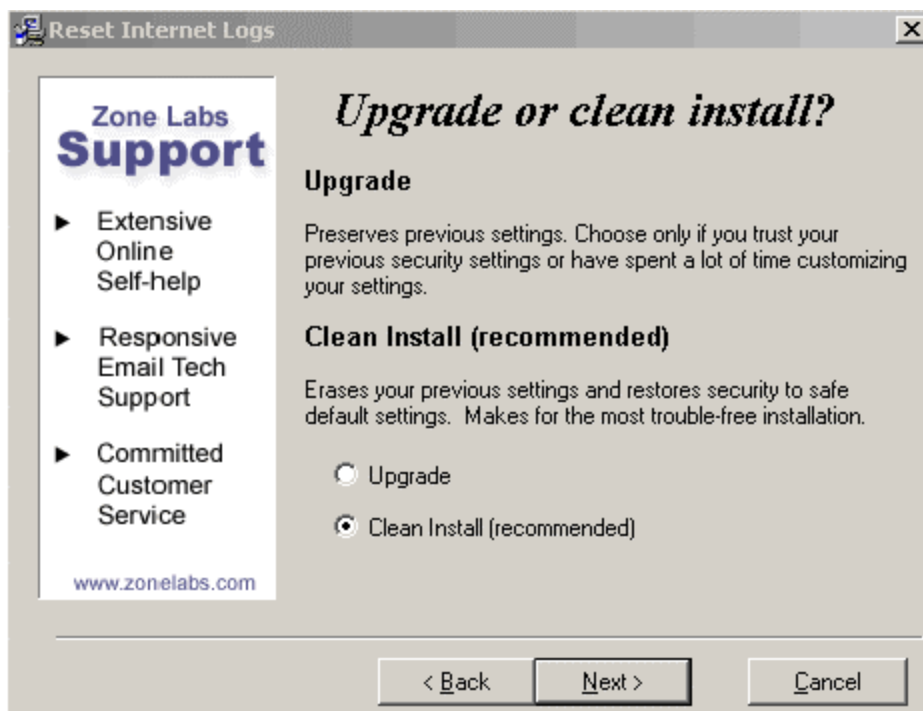 Reset Internet Logs
Zone Labs
Support
► Extensive
Online
Self-help
► Responsive
Email Tech
Support
► Committed
Customer
Service
www.zonelabs.com
Upgrade or clean install?
Upgrade
Preserves previous settings. Choose only if you trust your
previous security settings or have spent a lot of time customizing
your settings.
Clean Install (recommended)
Erases your previous settings and restores security to safe
default settings.  Makes for the most trouble-free installation.
Upgrade
Clean Install (recommended)
< Back
Next >
Cancel